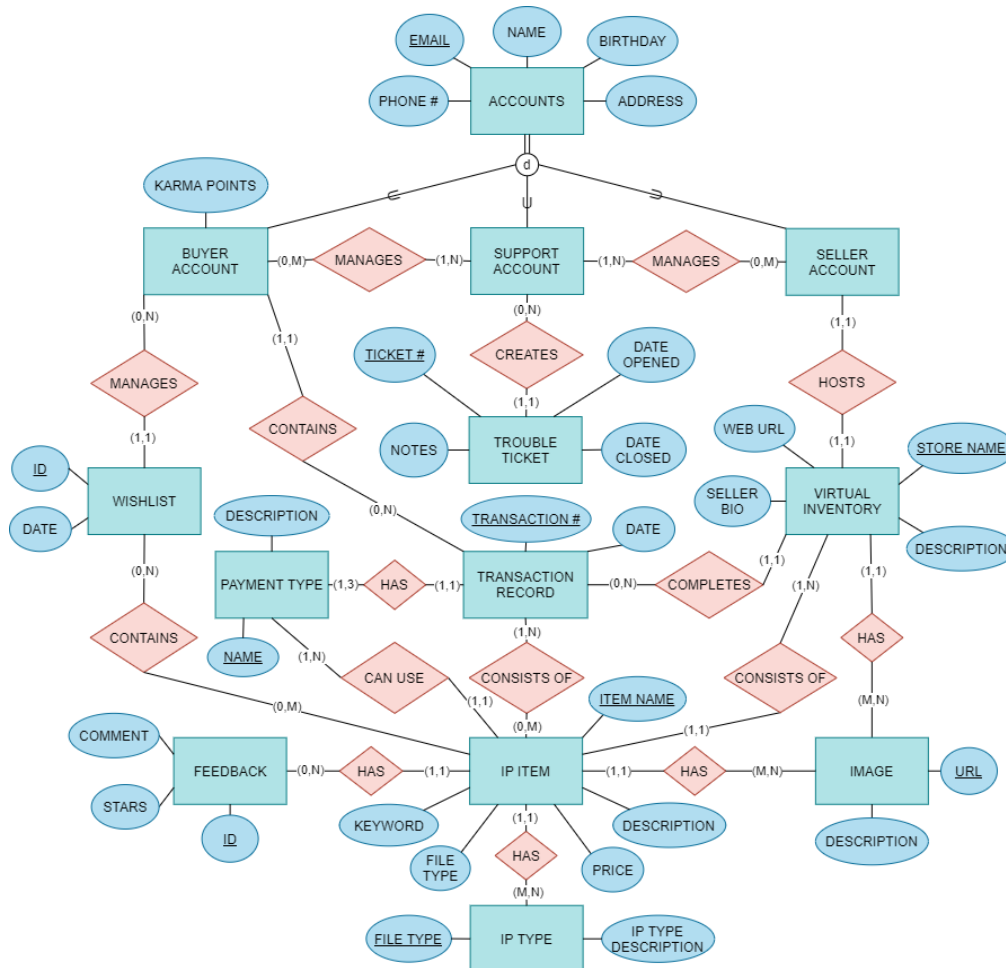 NAME
EMAIL
BIRTHDAY
PHONE #
ACCOUNTS
ADDRESS
d
KARMA POINTS
U
BUYER
ACCOUNT
(0,M)
MANAGES
(1,N)
SUPPORT
ACCOUNT
(1,N)
MANAGES
(0,M)
SELLER
ACCOUNT
(0,N)
(1,1)
(0,N)
(1,1)
TICKET #
CREATES
DATE
OPENED
MANAGES
HOSTS
(1,1)
(1,1)
(1,1)
CONTAINS
NOTES
TROUBLE
TICKET
DATE
CLOSED
WEB URL
STORE NAME
ID
WISHLIST
SELLER
BIO
VIRTUAL
INVENTORY
DATE
DESCRIPTION
(0,N)
TRANSACTION #
DATE
DESCRIPTION
(0,N)
(1,1)
(1,N)
(1,1)
PAYMENT TYPE
(1,3)
HAS
(1,1)
TRANSACTION
RECORD
(0,N)
COMPLETES
CONTAINS
NAME
(1,N)
(1,N)
HAS
CAN USE
CONSISTS OF
CONSISTS OF
(0,M)
(1,1)
(0,M)
ITEM NAME
(1,1)
(M,N)
COMMENT
FEEDBACK
(0,N)
HAS
(1,1)
IP ITEM
(1,1)
HAS
(M,N)
IMAGE
URL
STARS
ID
KEYWORD
(1,1)
DESCRIPTION
DESCRIPTION
FILE
TYPE
HAS
PRICE
(M,N)
FILE TYPE
IP TYPE
IP TYPE
DESCRIPTION